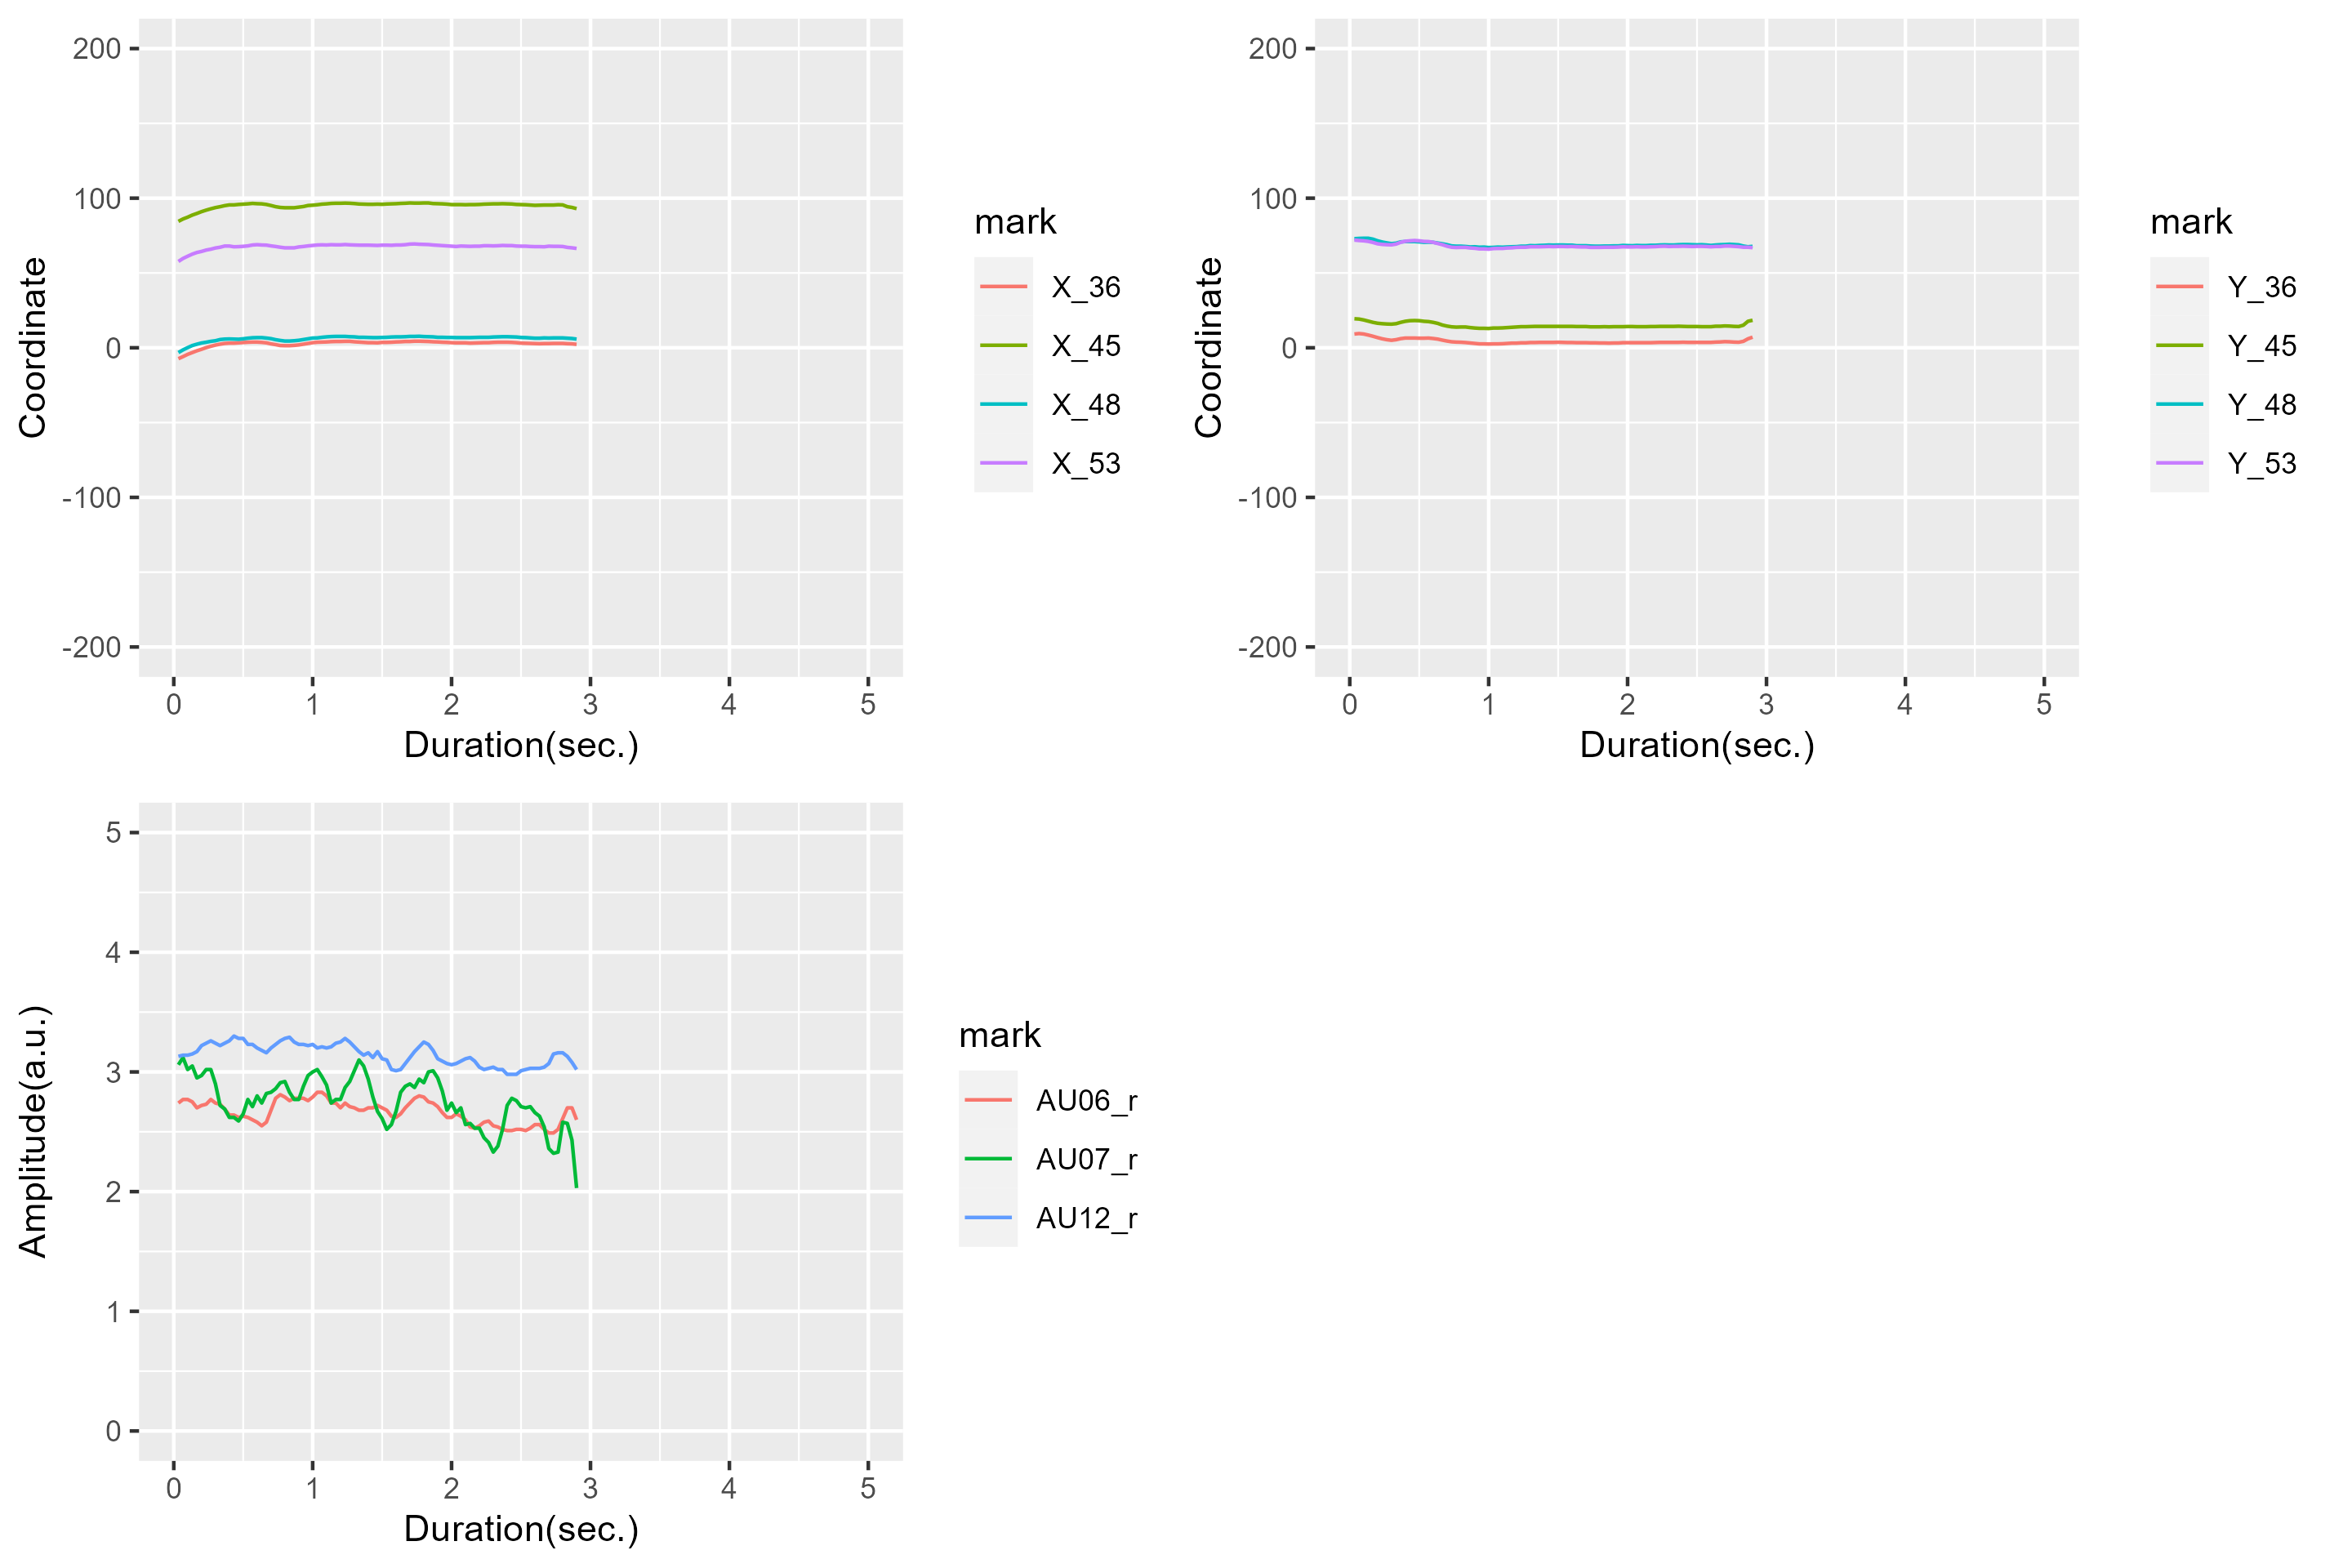 200
100
0
-100
-200
Coordinate
0 1 2 3 4 5
Duration(sec.)
mark
X_36
X_45
X_48
X_53
200
100
0
-100
-200
Coordinate
0 1 2 3 4 5
Duration(sec.)
mark
Y_36
Y_45
Y_48
Y_53
5
4
3
2
1
0
Amplitude(a.u.)
0 1 2 3 4 5
Duration(sec.)
mark
AU06_r
AU07_r
AU12_r